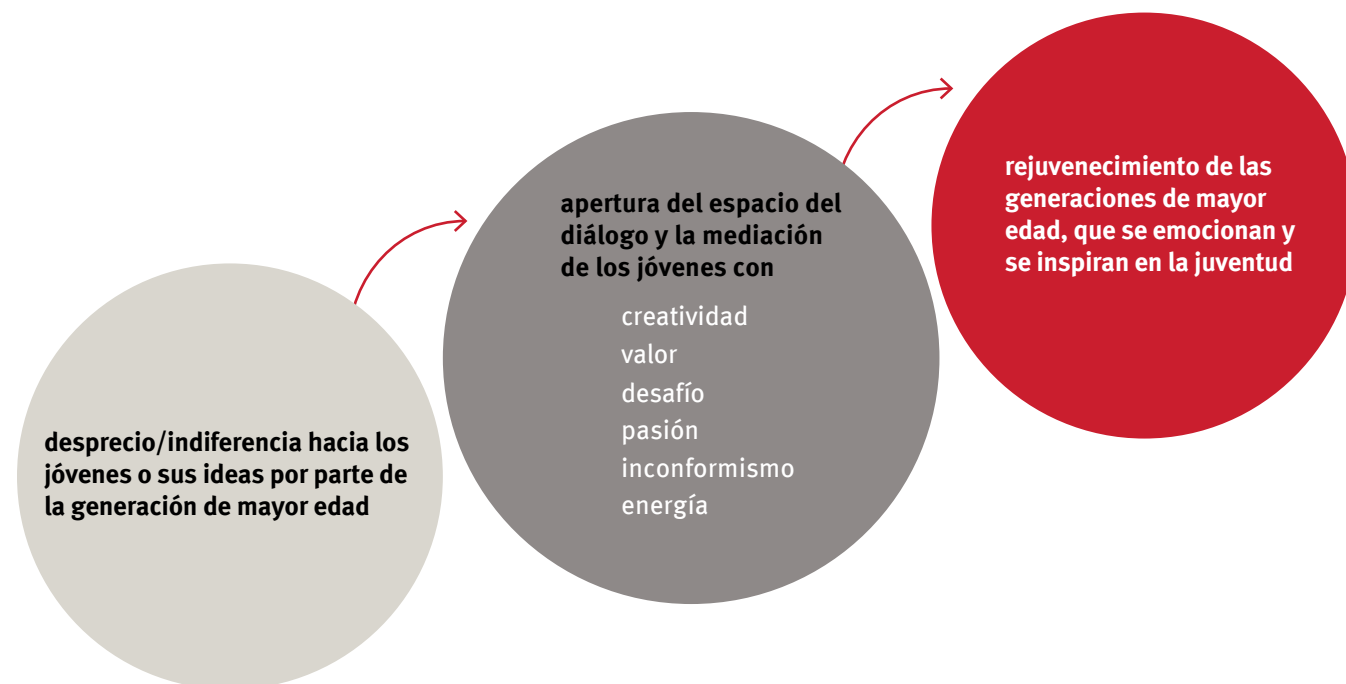 desprecio/indiferencia hacia los
jóvenes o sus ideas por parte de
la generación de mayor edad
apertura del espacio del
diálogo y la mediación
de los jóvenes con
creatividad
valor
desafío
pasión
inconformismo
energía
rejuvenecimiento de las
generaciones de mayor
edad, que se emocionan y
se inspiran en la juventud